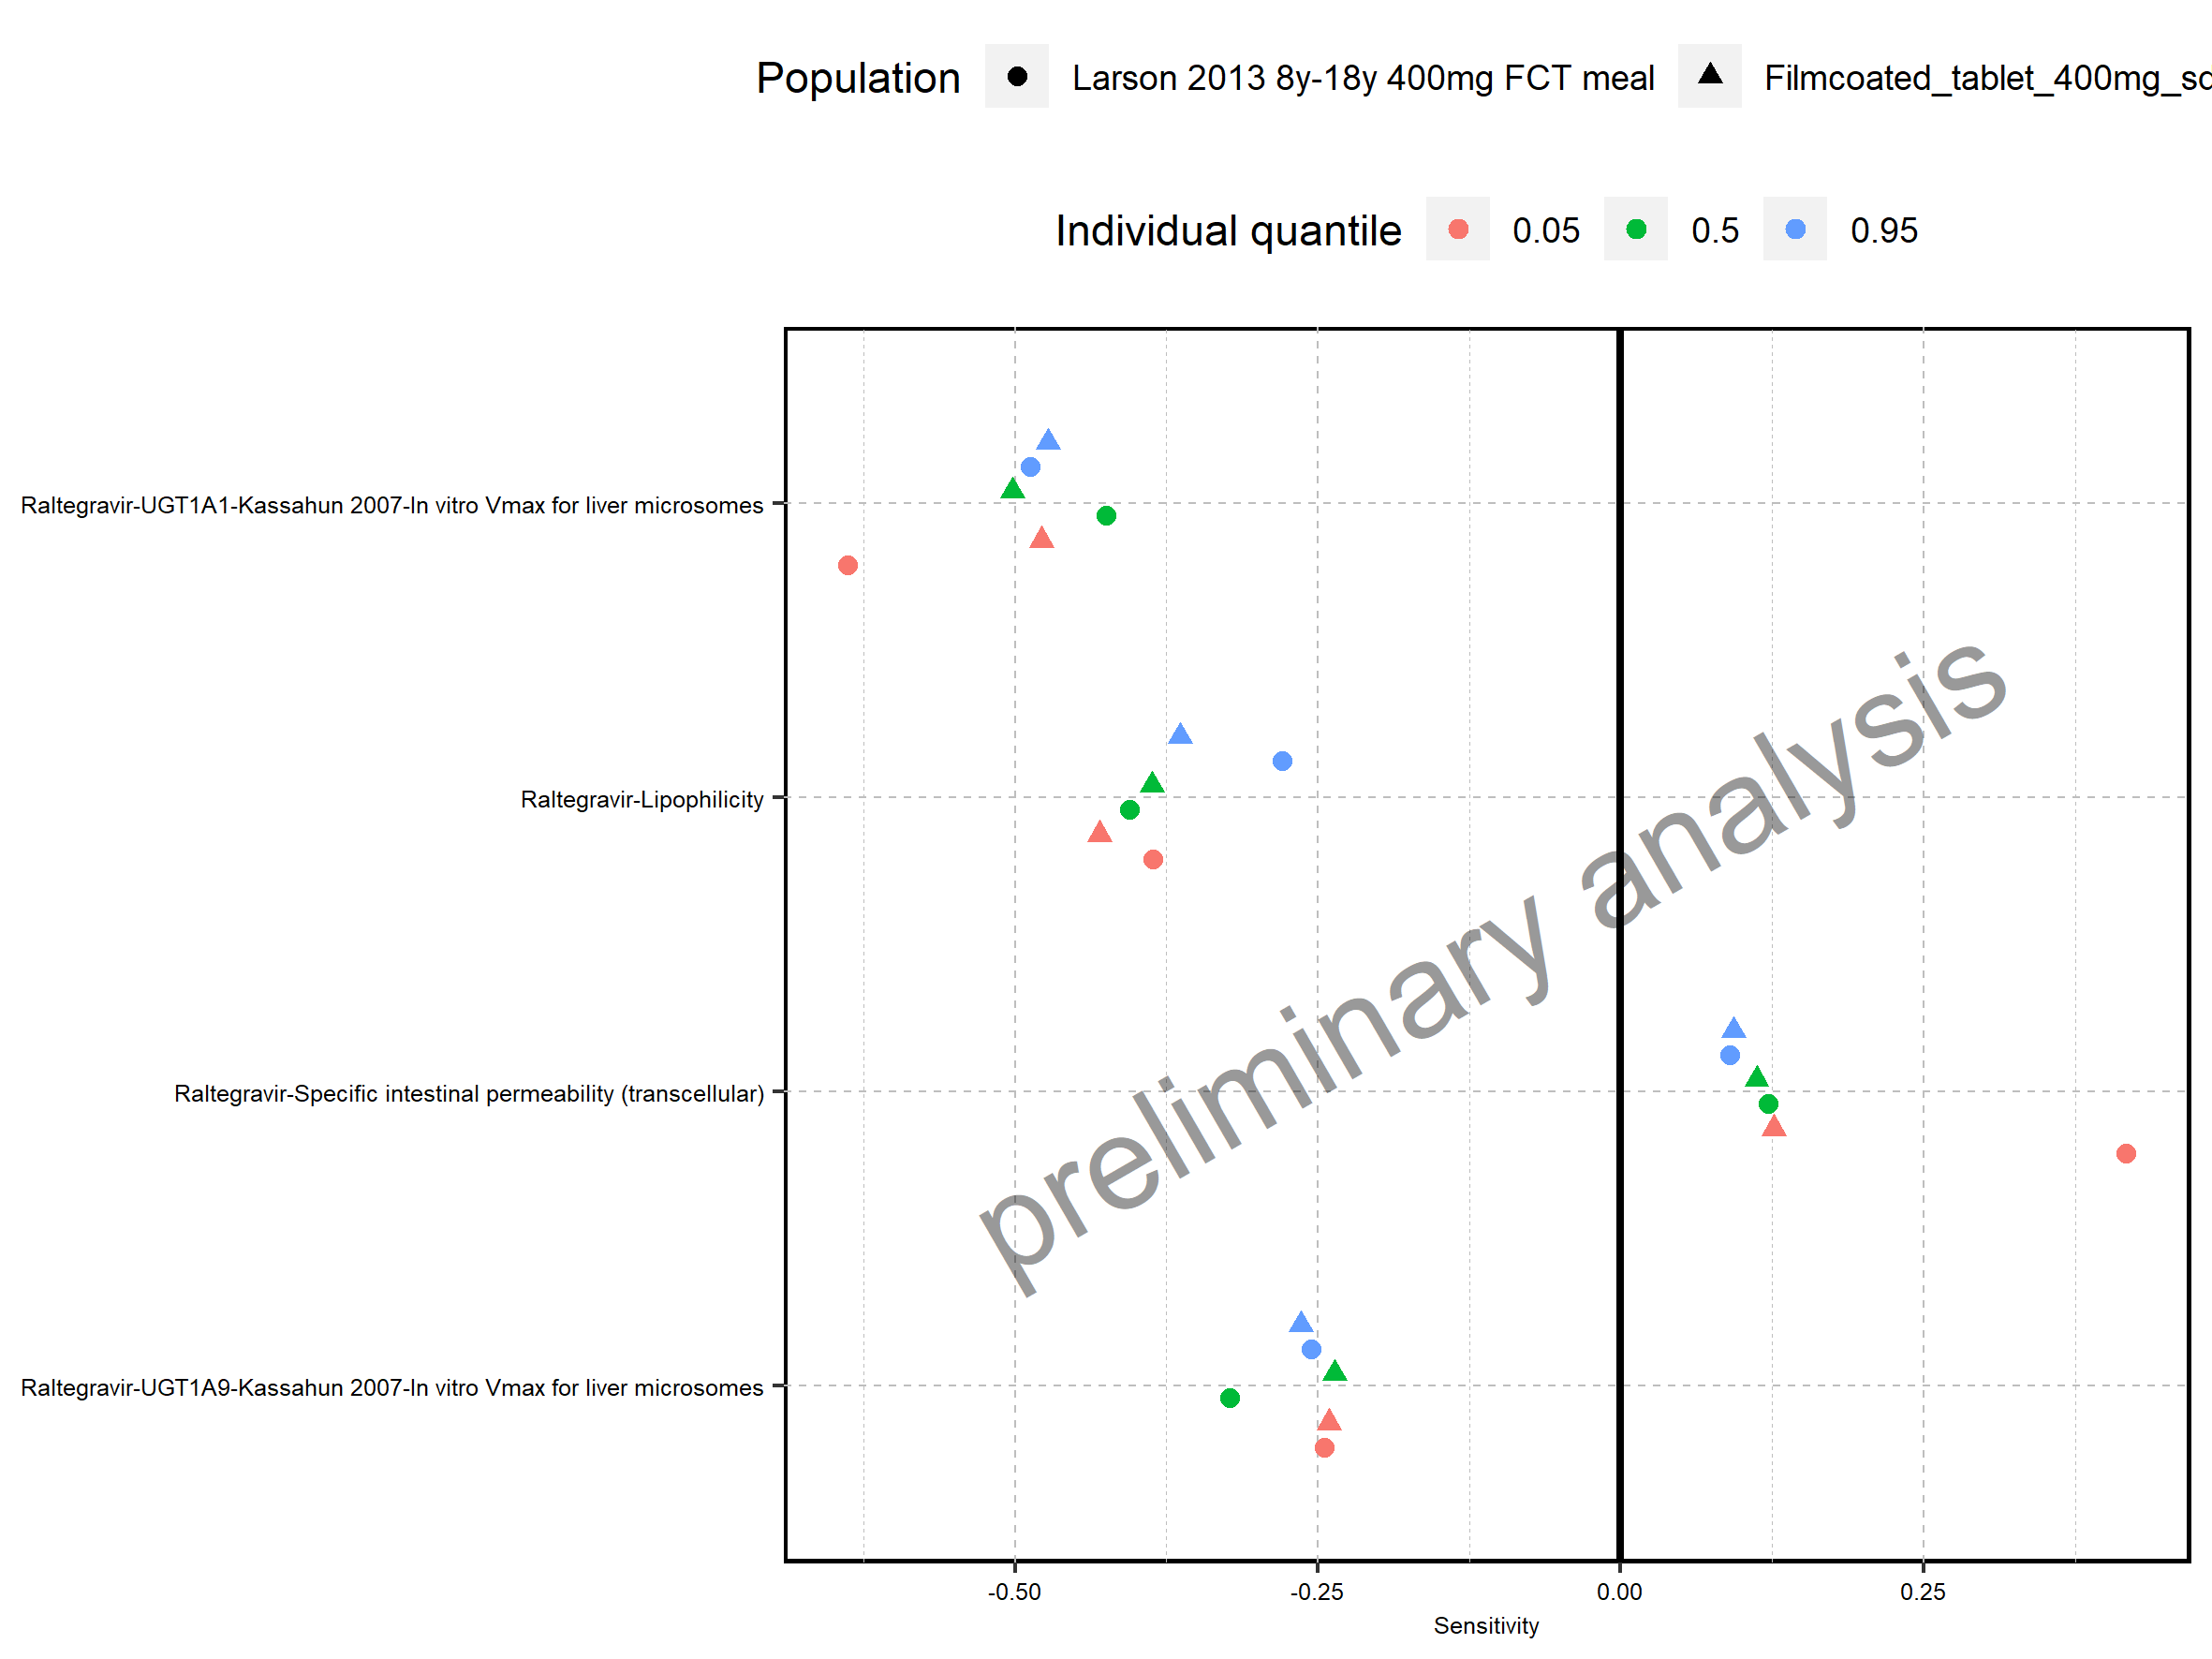 Population Larson 2013 8y-18y 400mg FCT meal Filmcoated_tablet_400mg_sd
Individual quantile 0.05 0.5 0.95
Raltegravir-UGT1A1-Kassahun 2007-In vitro Vmax for liver microsomes
Raltegravir-Lipophilicity
Raltegravir-Specific intestinal permeability (transcellular)
Raltegravir-UGT1A9-Kassahun 2007-In vitro Vmax for liver microsomes
preliminary analysis
-0.50 -0.25 0.00 0.25
Sensitivity